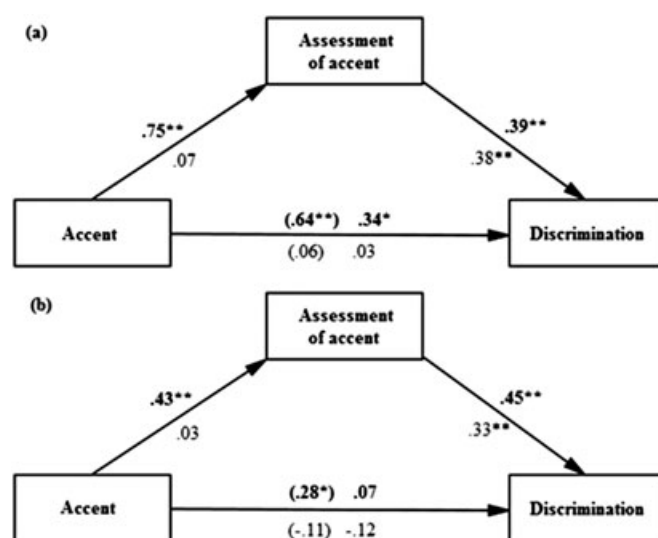 (a)
Assessment
of accent
.75**
.07
.39**
.38**
Accent
(.64**) .34*
(.06) .03
Discrimination
(b)
Assessment
of accent
.43**
.03
.45**
.33**
Accent
(.28*) .07
(-.11) -.12
Discrimination